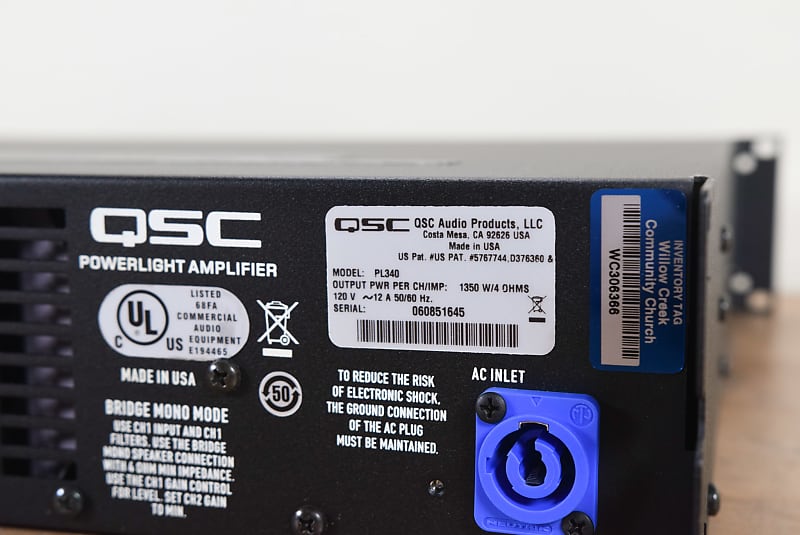 QSC
POWERLIGHT AMPLIFIER
LISTED
68FA
COMMERCIAL
AUDIO
EQUIPMENT
E194465
UL
C
US
MADE IN USA
50
BRIDGE MONO MODE
USE CH1 INPUT AND CH1
FILTERS. USE THE BRIDGE
MONO SPEAKER CONNECTION
WITH 4 OHM MIN IMPEDANCE.
USE THE CH1 GAIN CONTROL
FOR LEVEL. SET CH2 GAIN
TO MIN.
QSC QSC Audio Products, LLC
Costa Mesa, CA 92626 USA
Made in USA
US Pat. #US PAT. #5767744,D376360 &
MODEL: PL340
OUTPUT PWR PER CH/IMP: 1350 W/4 OHMS
120 V ~12 A 50/60 Hz.
SERIAL: 060851645
TO REDUCE THE RISK
OF ELECTRONIC SHOCK,
THE GROUND CONNECTION
OF THE AC PLUG
MUST BE MAINTAINED.
AC INLET
NEUTRIK
INVENTORY TAG
Willow Creek
Community Church
WC306366